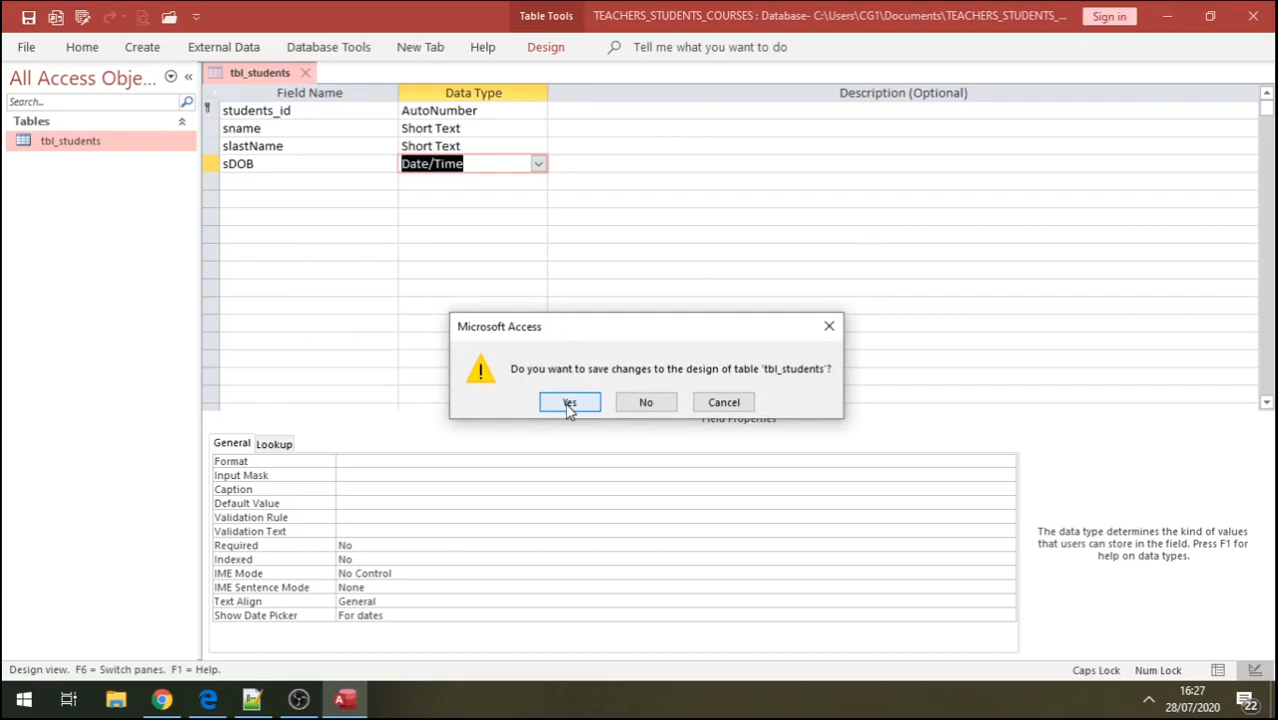 Table Tools
TEACHERS_STUDENTS_COURSES : Database- C:\Users\CG1\Documents\TEACHERS_STUDENTS_...
Sign in
File Home Create External Data Database Tools New Tab Help Design Tell me what you want to do
All Access Obje...
tbl_students
Search...
Field Name Data Type Description (Optional)
Tables
students_id AutoNumber
tbl_students
sname Short Text
slastName Short Text
sDOB Date/Time
Microsoft Access
Do you want to save changes to the design of table 'tbl_students'?
Yes No Cancel
Field Properties
General Lookup
Format
Input Mask
Caption
Default Value
Validation Rule
Validation Text
Required No
Indexed No
IME Mode No Control
IME Sentence Mode None
Text Align General
Show Date Picker For dates
The data type determines the kind of values
that users can store in the field. Press F1 for
help on data types.
Design view. F6 = Switch panes. F1 = Help.
Caps Lock Num Lock
16:27
28/07/2020
22